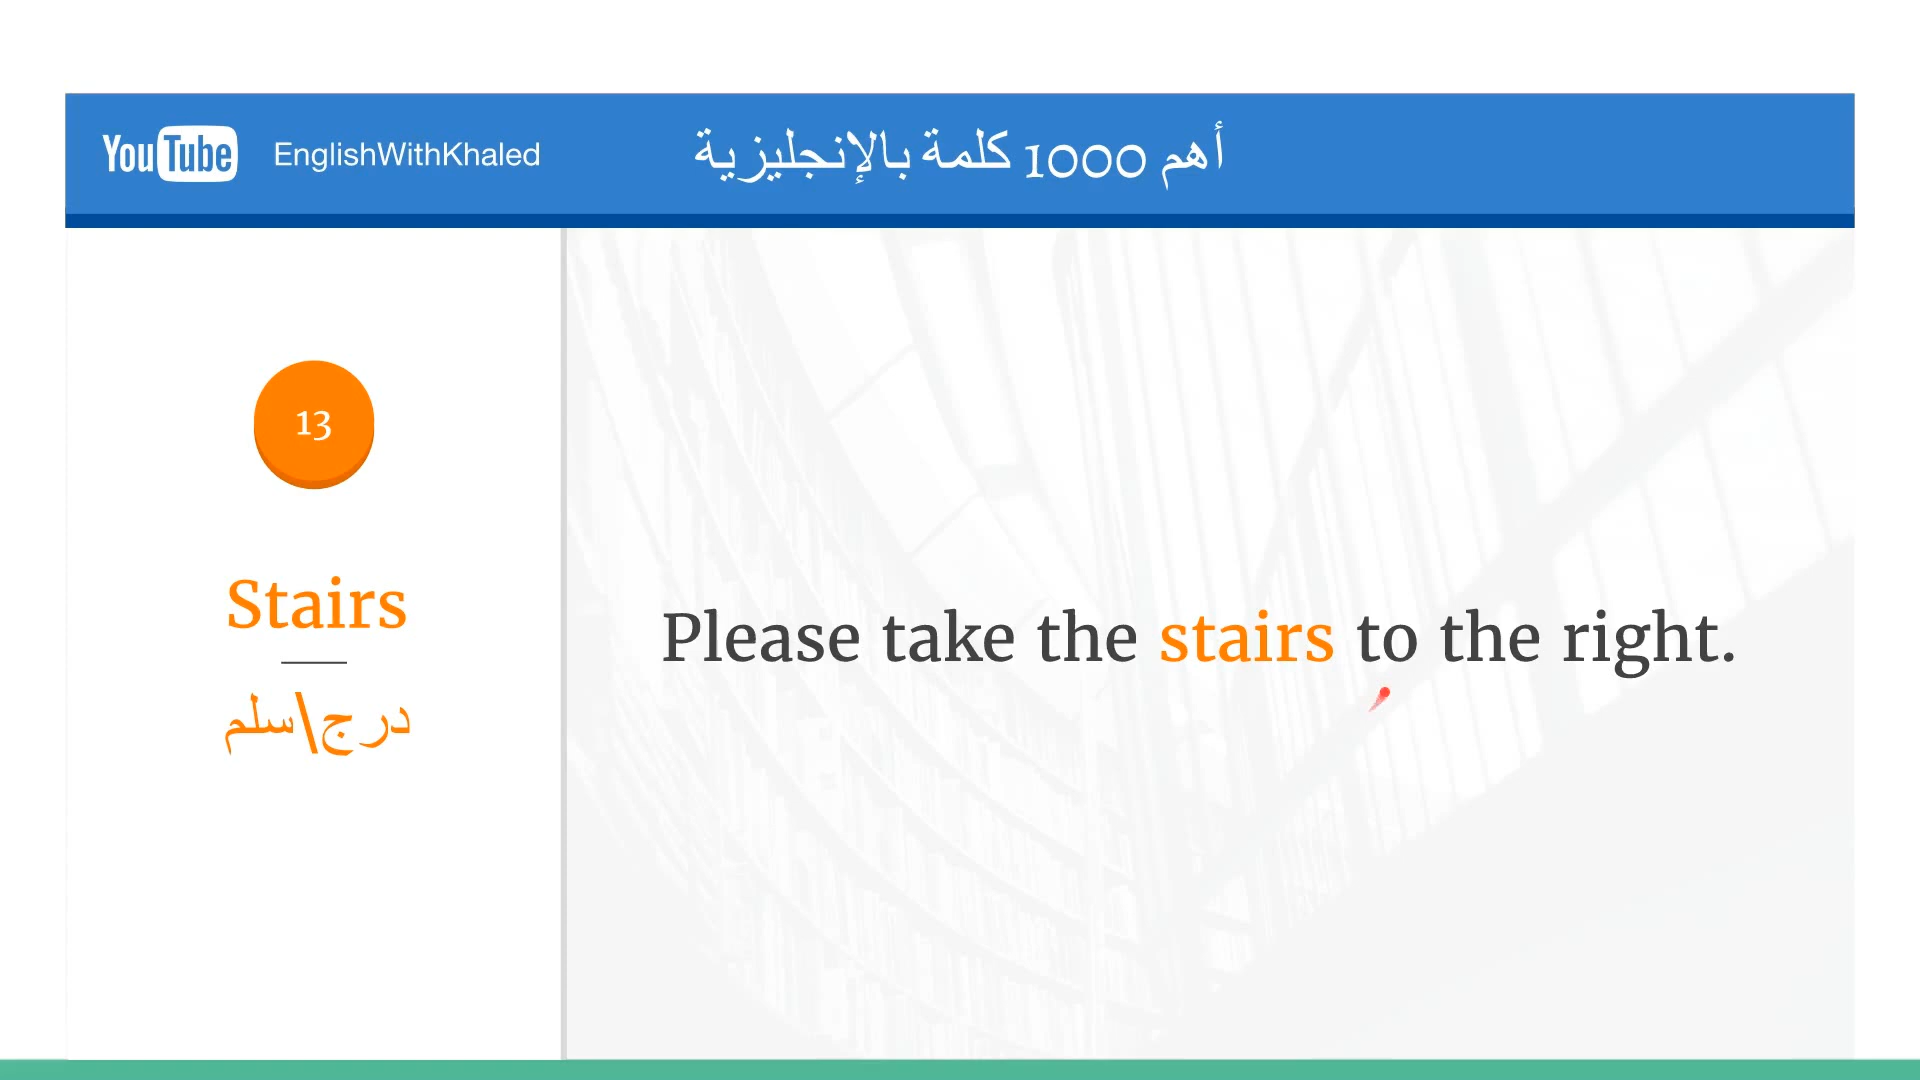 YouTube EnglishWithKhaled
أهم 1000 كلمة بالإنجليزية
13
Stairs
درج\سلم
Please take the stairs to the right.